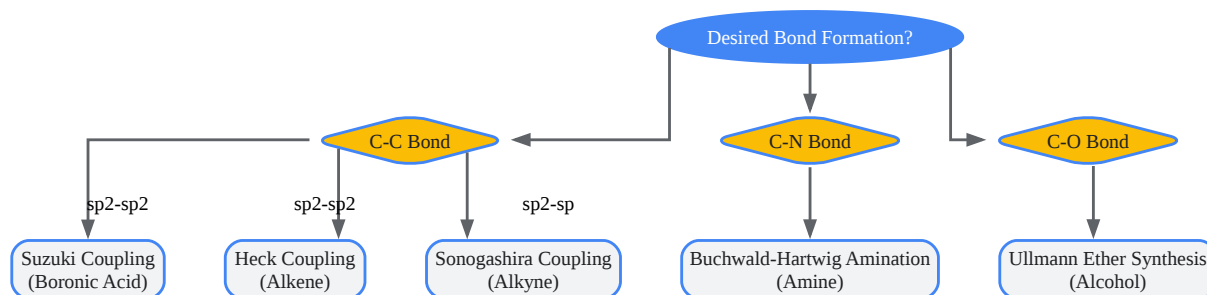 Desired Bond Formation?
C-C Bond
C-N Bond
C-O Bond
sp2-sp2
sp2-sp2
sp2-sp
Suzuki Coupling
(Boronic Acid)
Heck Coupling
(Alkene)
Sonogashira Coupling
(Alkyne)
Buchwald-Hartwig Amination
(Amine)
Ullmann Ether Synthesis
(Alcohol)